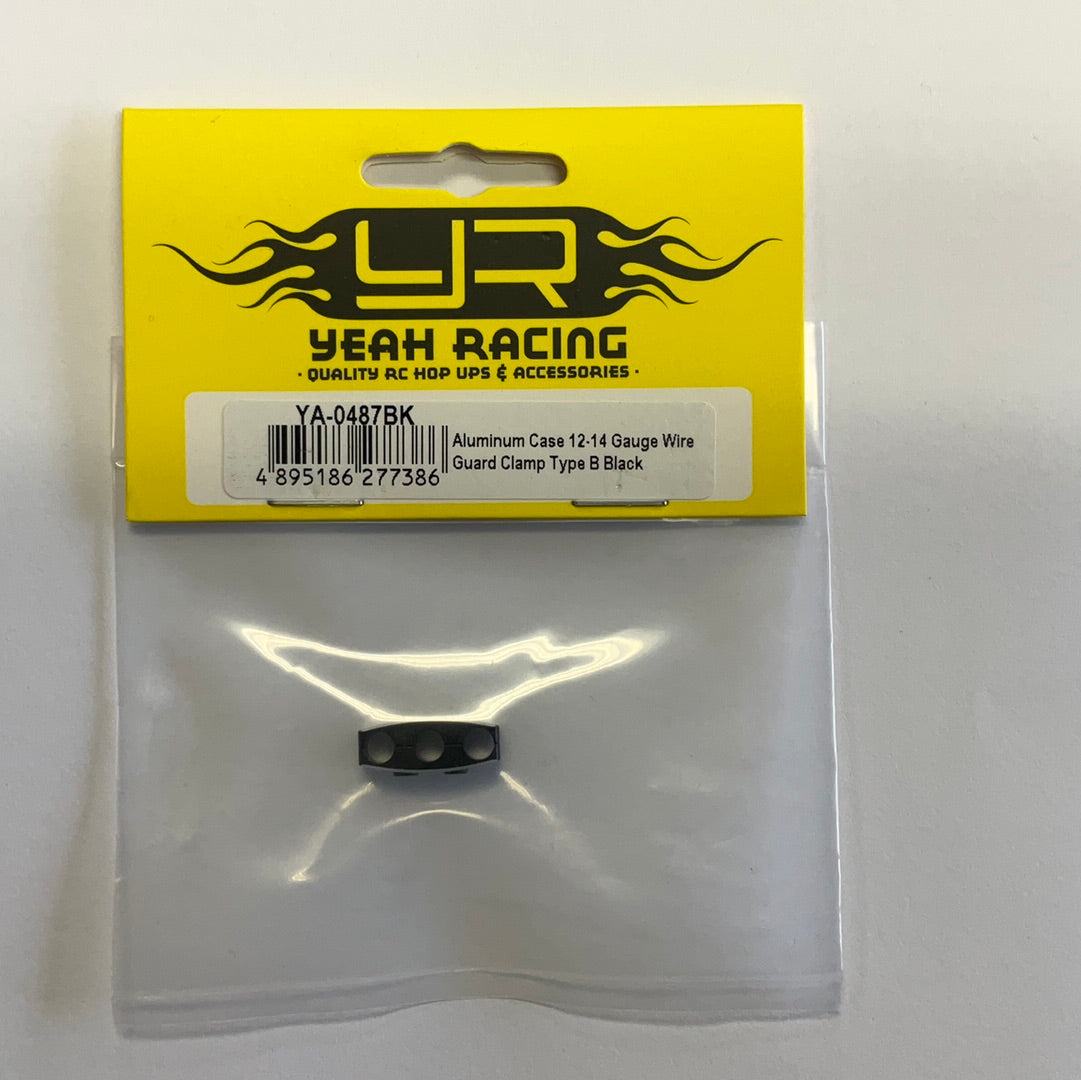 YR
YEAH RACING
· QUALITY RC HOP UPS & ACCESSORIES ·
YA-0487BK
Aluminum Case 12-14 Gauge Wire
Guard Clamp Type B Black
4 895186 277386